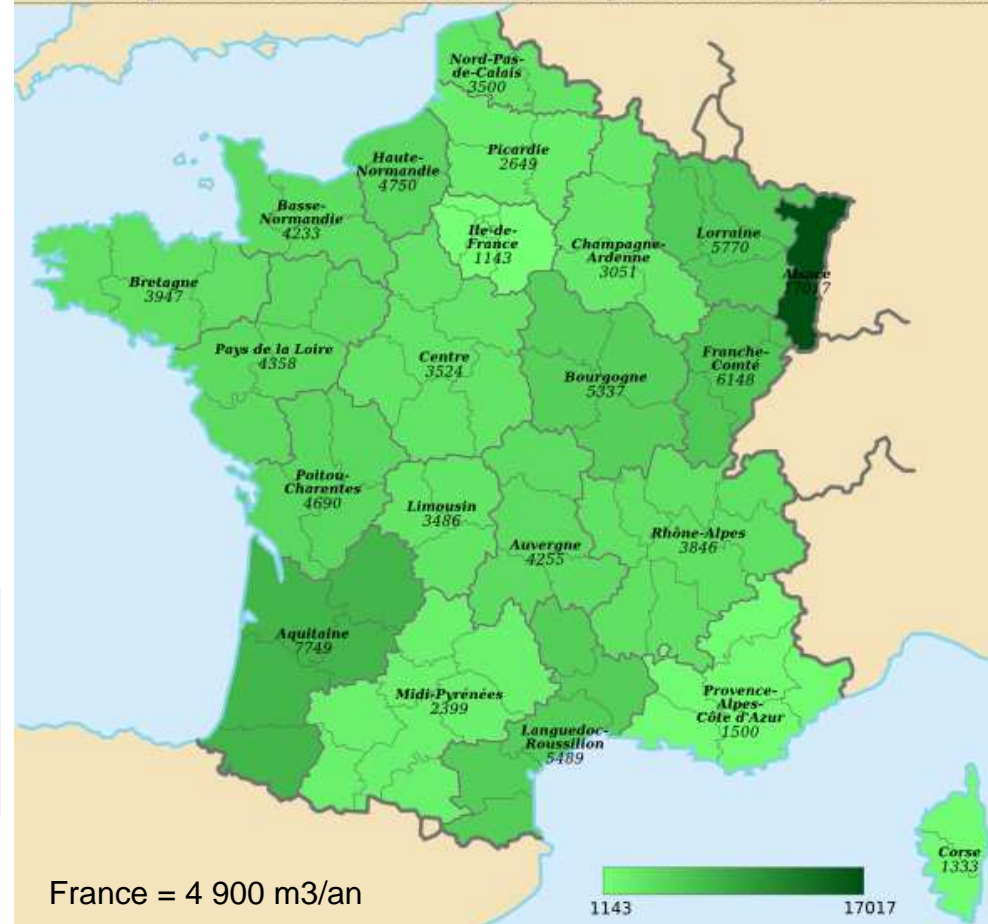 Nord-Pas-
de-Calais
3500
Picardie
2649
Haute-
Normandie
4750
Basse-
Normandie
4233
Ile-de-
France
1143
Champagne-
Ardenne
3051
Lorraine
5770
Alsace
17017
Bretagne
3947
Pays de la Loire
4358
Centre
3524
Bourgogne
5337
Franche-
Comté
6148
Poitou-
Charentes
4690
Limousin
3486
Auvergne
4255
Rhône-Alpes
3846
Aquitaine
7749
Midi-Pyrénées
2399
Languedoc-
Roussillon
5489
Provence-
Alpes-
Côte d'Azur
1500
Corse
1333
France = 4 900 m3/an
1143
17017